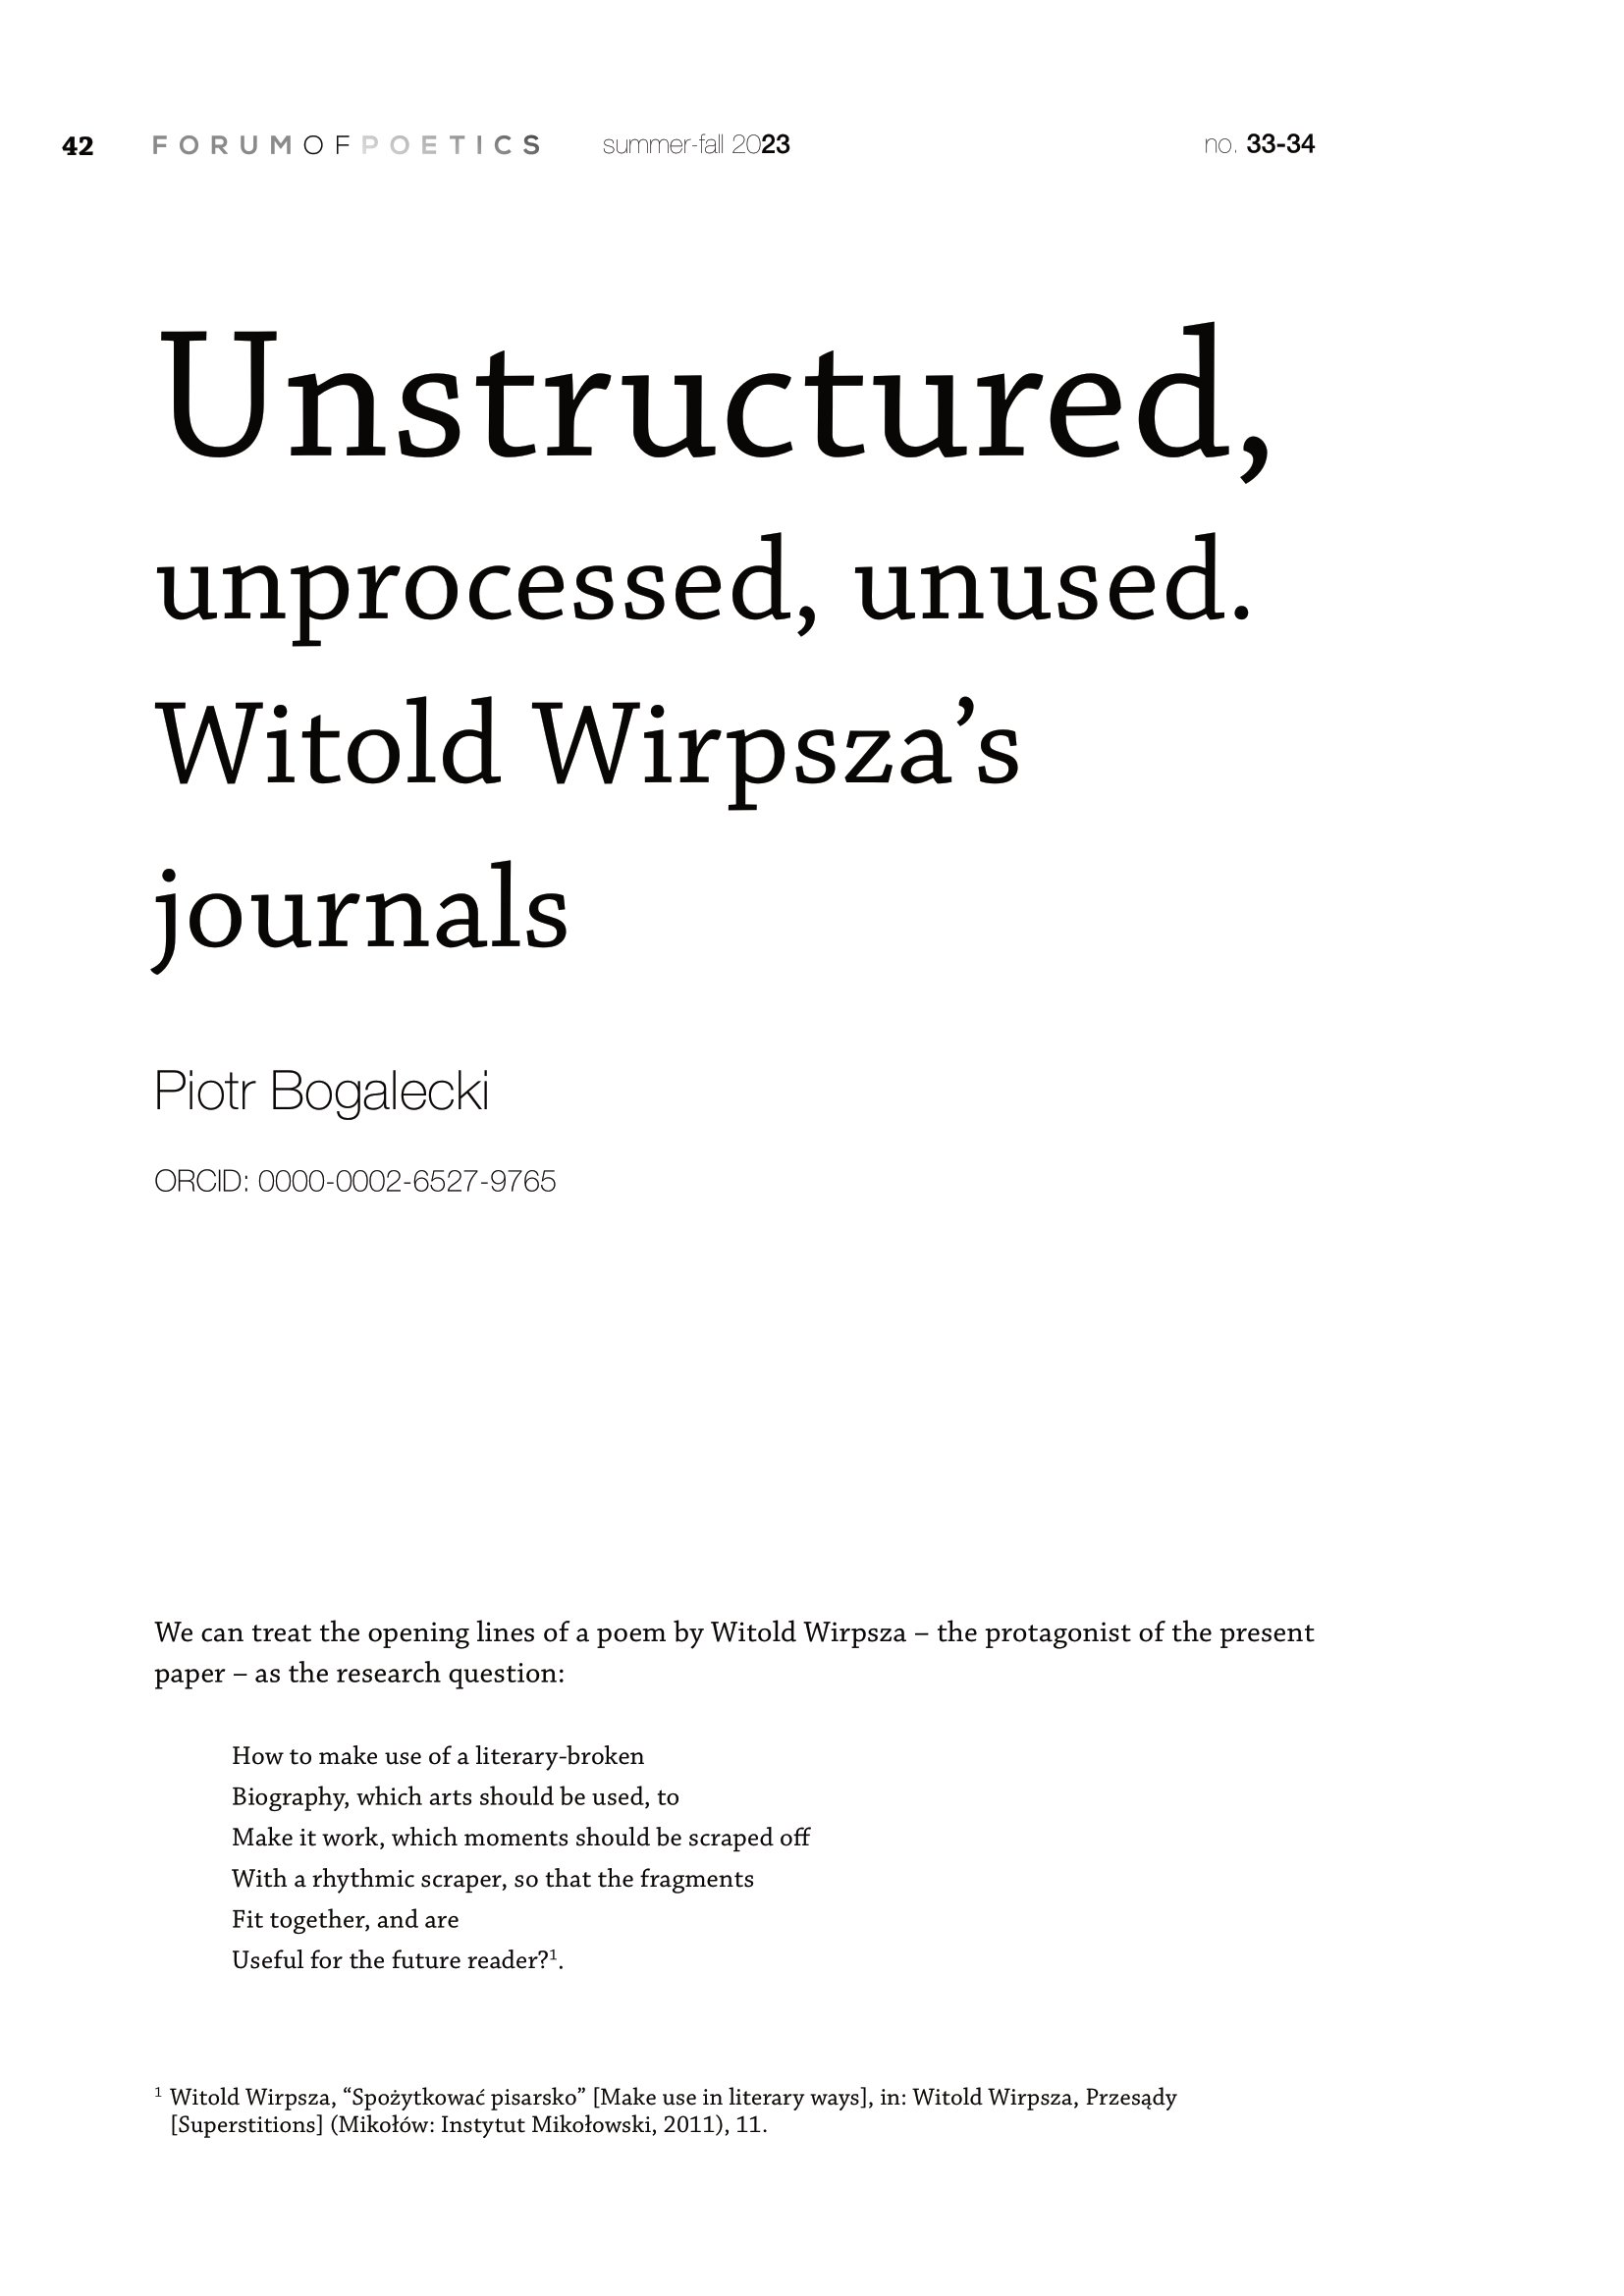 42 FORUMOFPOETICS summer-fall 2023 no. 33-34
Unstructured,
unprocessed, unused.
Witold Wirpsza’s
journals
Piotr Bogalecki
ORCID: 0000-0002-6527-9765
We can treat the opening lines of a poem by Witold Wirpsza – the protagonist of the present
paper – as the research question:
How to make use of a literary-broken
Biography, which arts should be used, to
Make it work, which moments should be scraped off
With a rhythmic scraper, so that the fragments
Fit together, and are
Useful for the future reader?¹.
¹ Witold Wirpsza, “Spożytkować pisarsko” [Make use in literary ways], in: Witold Wirpsza, Przesądy
[Superstitions] (Mikołów: Instytut Mikołowski, 2011), 11.